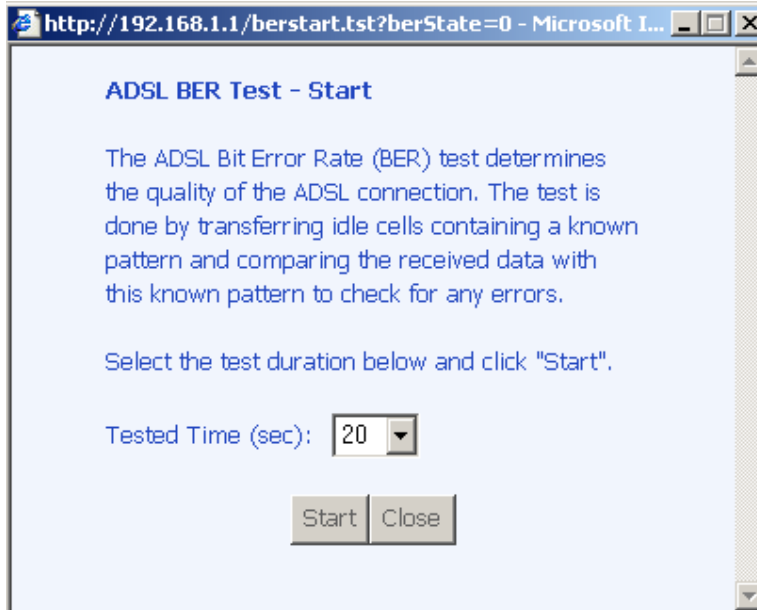 http://192.168.1.1/berstart.tst?berState=0 - Microsoft I...
ADSL BER Test - Start
The ADSL Bit Error Rate (BER) test determines
the quality of the ADSL connection. The test is
done by transferring idle cells containing a known
pattern and comparing the received data with
this known pattern to check for any errors.
Select the test duration below and click "Start".
Tested Time (sec): 20
Start Close